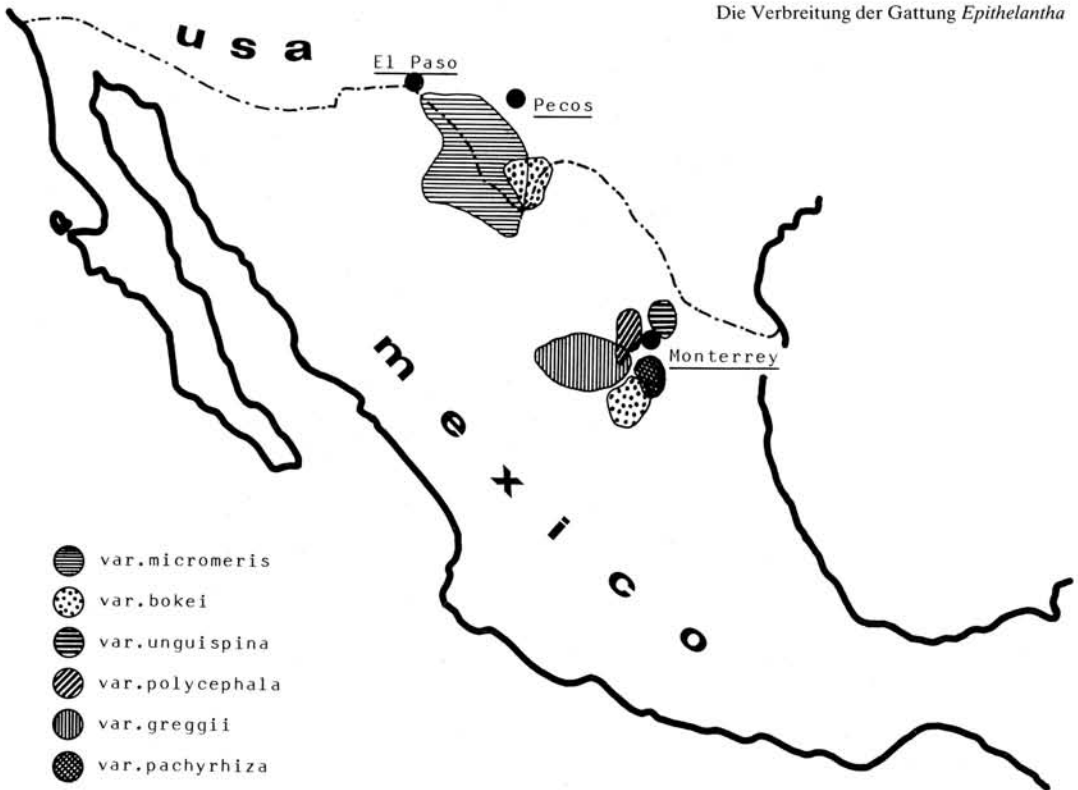 Die Verbreitung der Gattung Epithelantha
usa
El Paso
Pecos
Monterrey
mexico
var.micromeris
var.bokei
var.unguispina
var.polycephala
var.greggii
var.pachyrhiza